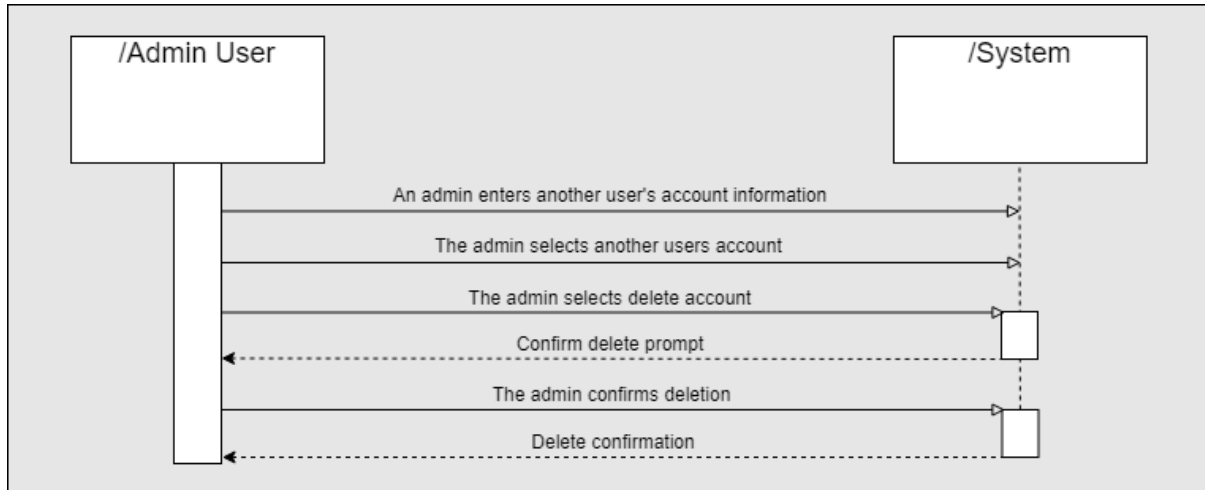 /Admin User
/System
An admin enters another user's account information
The admin selects another users account
The admin selects delete account
Confirm delete prompt
The admin confirms deletion
Delete confirmation